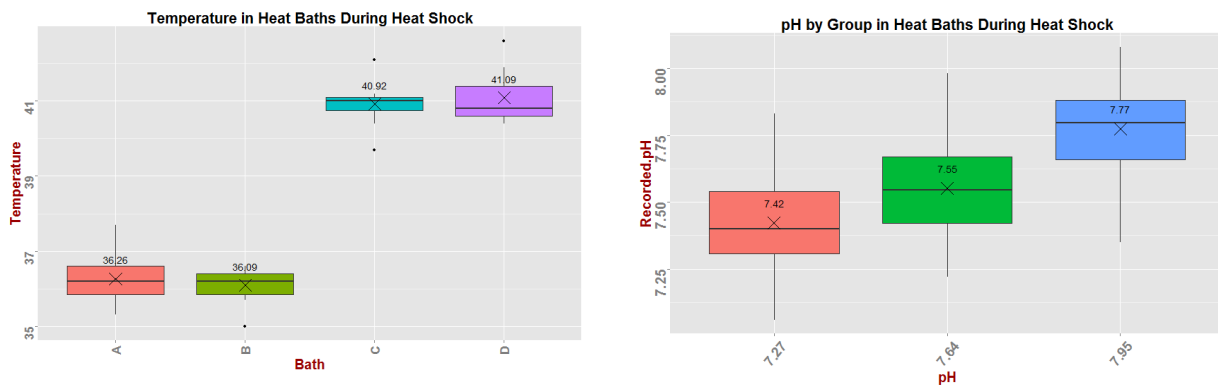 Temperature in Heat Baths During Heat Shock
Temperature
41
39
37
35
36.26
36.09
40.92
41.09
A
B
C
D
Bath
pH by Group in Heat Baths During Heat Shock
Recorded.pH
8.00
7.75
7.50
7.25
7.42
7.55
7.77
7.27
7.64
7.95
pH